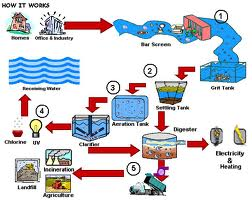 HOW IT WORKS
1
Homes
Office & Industry
Bar Screen
Receiving Water
Grit Tank
2
3
Settling Tank
Aeration Tank
4
Digester
Clarifier
Chlorine
UV
Electricity
&
Heating
5
Incineration
Landfill
Agriculture